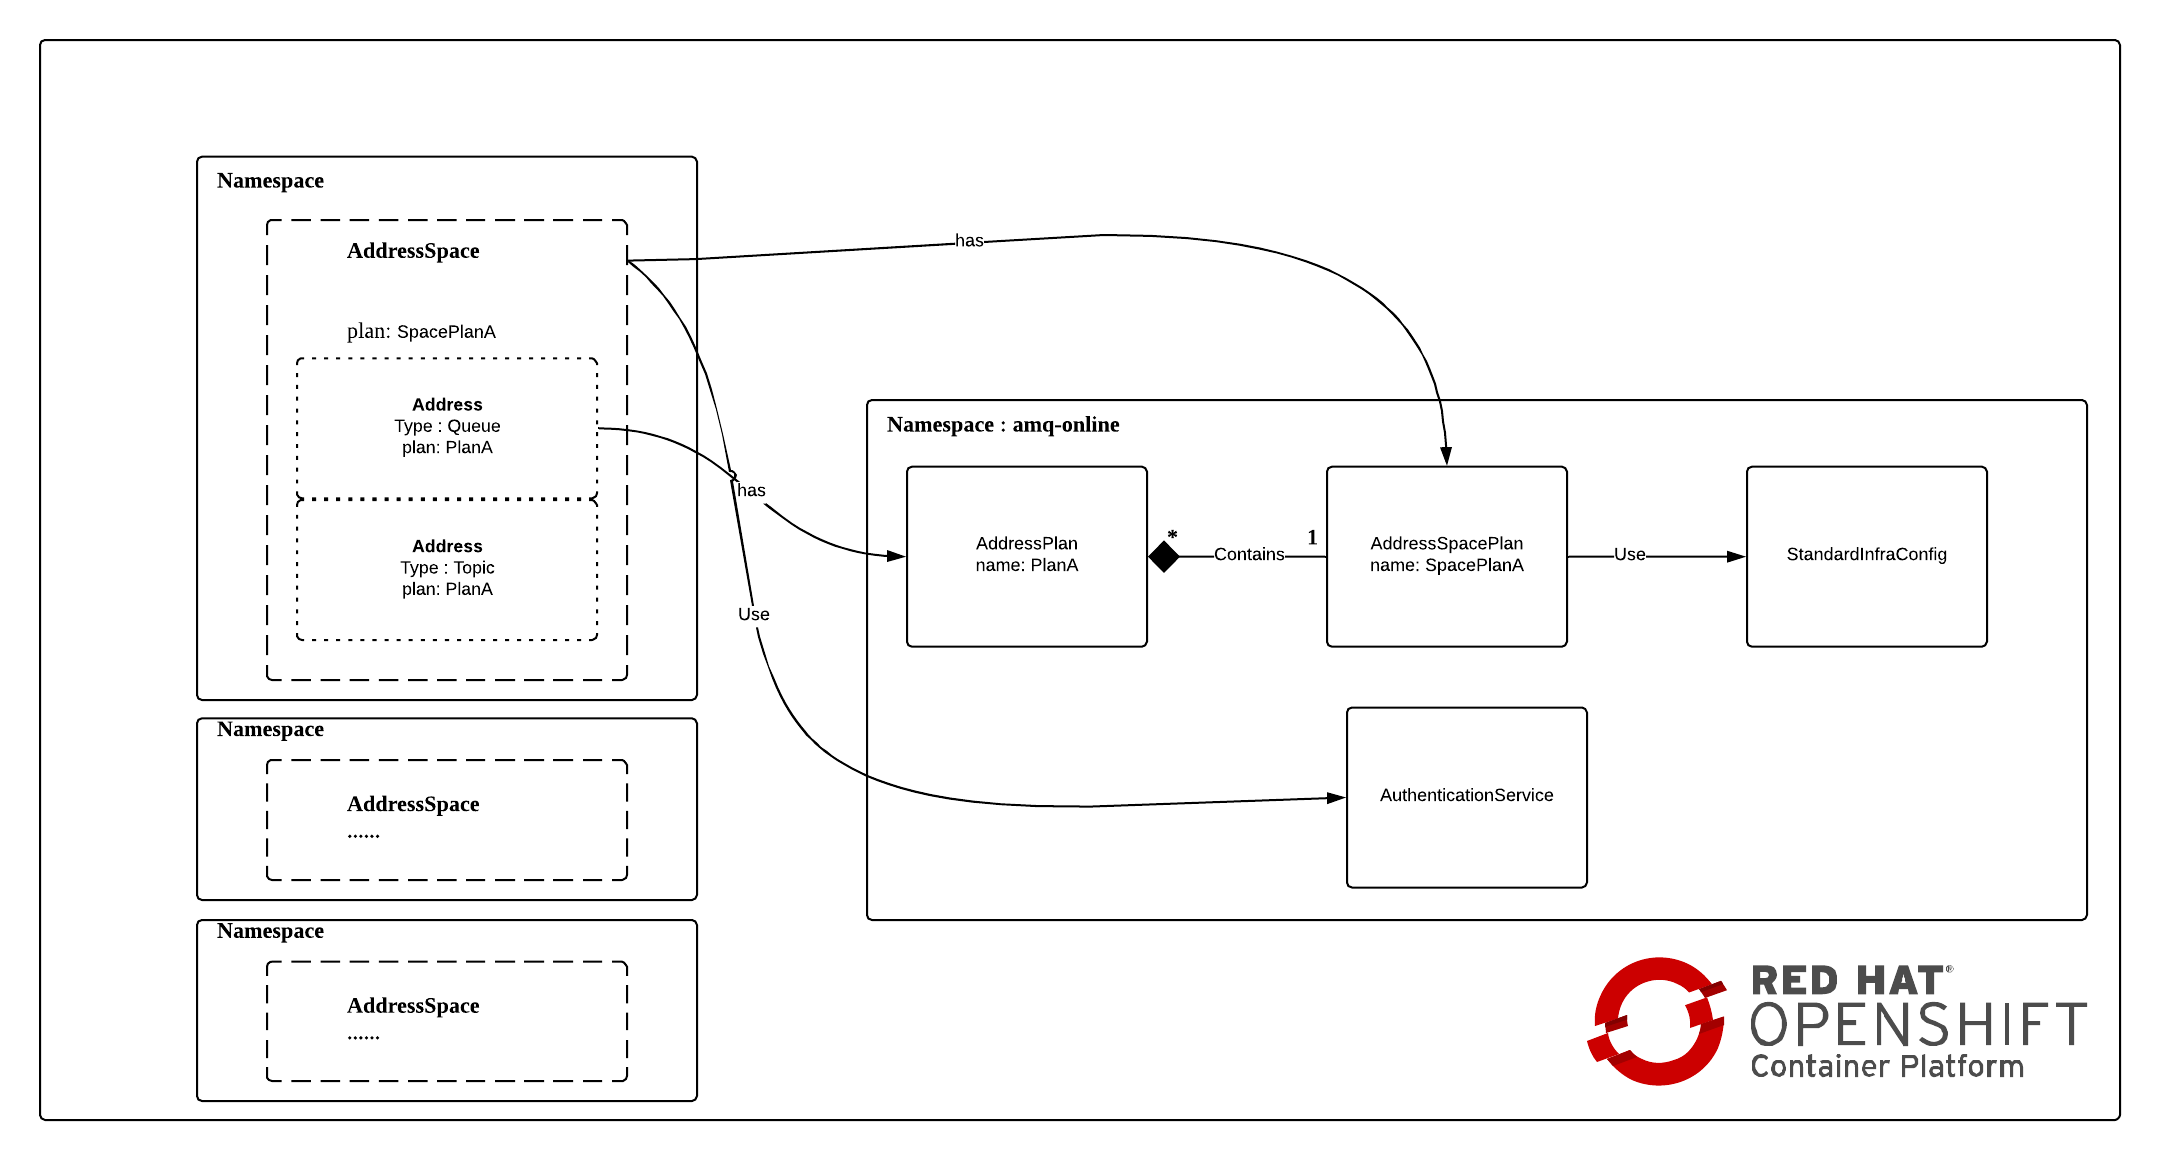 Namespace
AddressSpace
plan: SpacePlanA
Address
Type : Queue
plan: PlanA
Address
Type : Topic
plan: PlanA
has
has
Use
Namespace : amq-online
AddressPlan
name: PlanA
*
Contains
1
AddressSpacePlan
name: SpacePlanA
Use
StandardInfraConfig
AuthenticationService
Namespace
AddressSpace
......
Namespace
AddressSpace
......
RED HAT®
OPENSHIFT
Container Platform